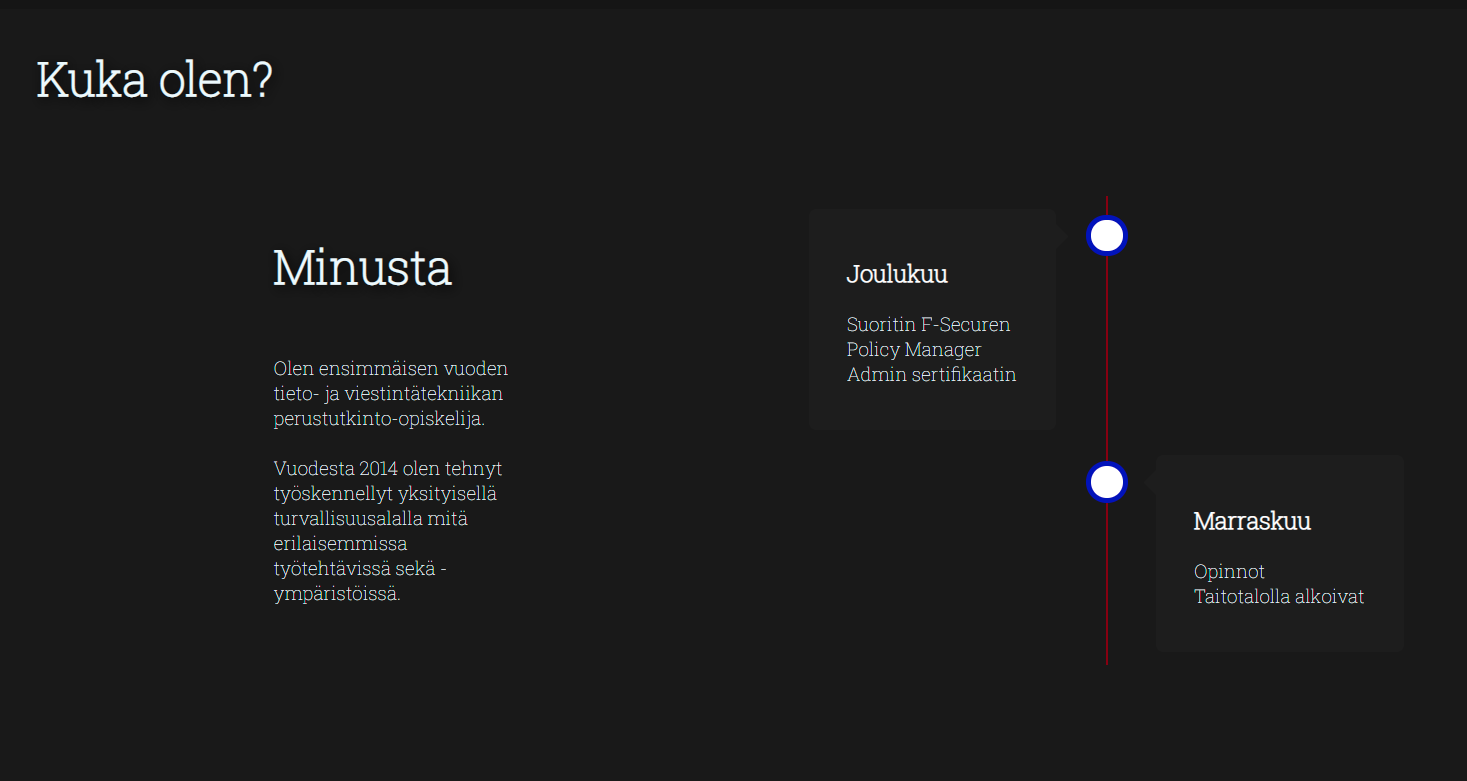 Kuka olen?
Minusta
Olen ensimmäisen vuoden
tieto- ja viestintätekniikan
perustutkinto-opiskelija.
Vuodesta 2014 olen tehnyt
työskennellyt yksityisellä
turvallisuusalalla mitä
erilaisemmissa
työtehtävissä sekä -
ympäristöissä.
Joulukuu
Suoritin F-Securen
Policy Manager
Admin sertifikaatin
Marraskuu
Opinnot
Taitotalolla alkoivat